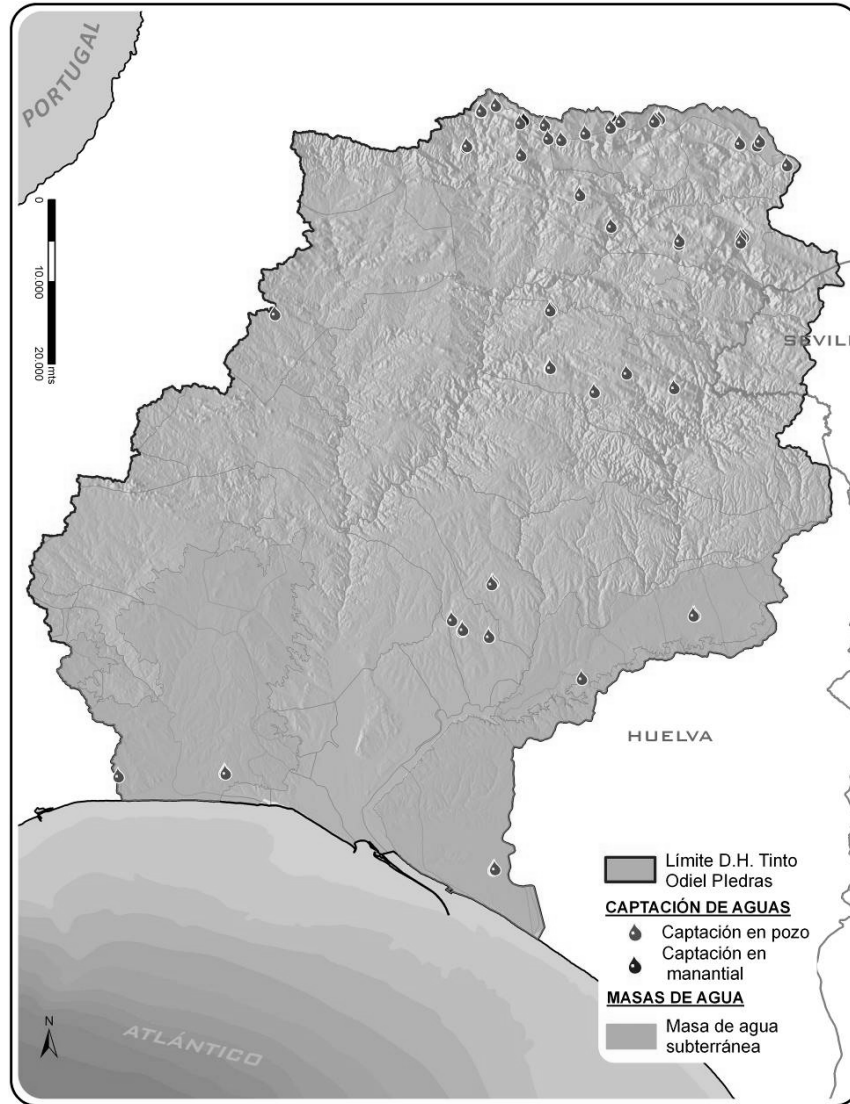 PORTUGAL
0
10.000
20.000
mts
SEVILL
HUELVA
Límite D.H. Tinto
Odiel PIedras
CAPTACIÓN DE AGUAS
Captación en pozo
Captación en
manantial
MASAS DE AGUA
Masa de agua
subterránea
N
ATLÁNTICO